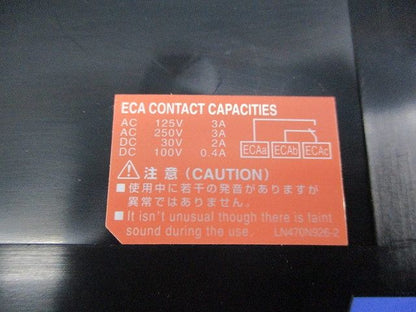 ECA CONTACT CAPACITIES
AC 125V 3A
AC 250V 3A
DC 30V 2A
DC 100V 0.4A
ECAa ECAb ECAc
注意 (CAUTION)
■使用中に若干の発音がありますが
異常ではありません。
■It isn't unusual though there is faint
sound during the use. LN470N926-2